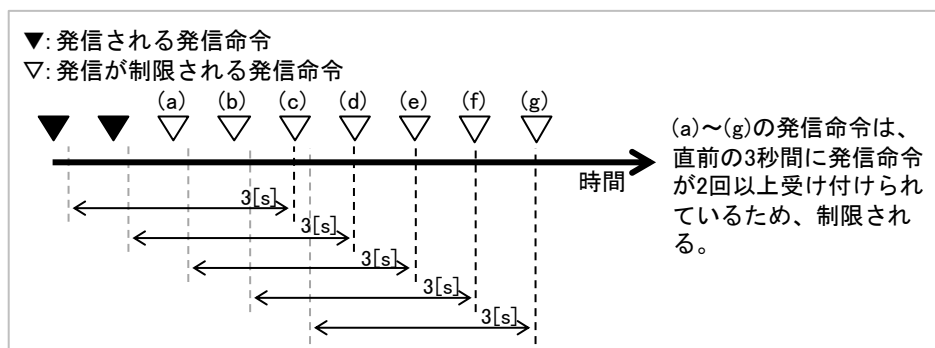 ▼: 発信される発信命令
▽: 発信が制限される発信命令
(a) (b) (c) (d) (e) (f) (g)
時間
3[s]
3[s]
3[s]
3[s]
3[s]
(a)～(g)の発信命令は、
直前の3秒間に発信命令
が2回以上受け付けられ
ているため、制限され
る。